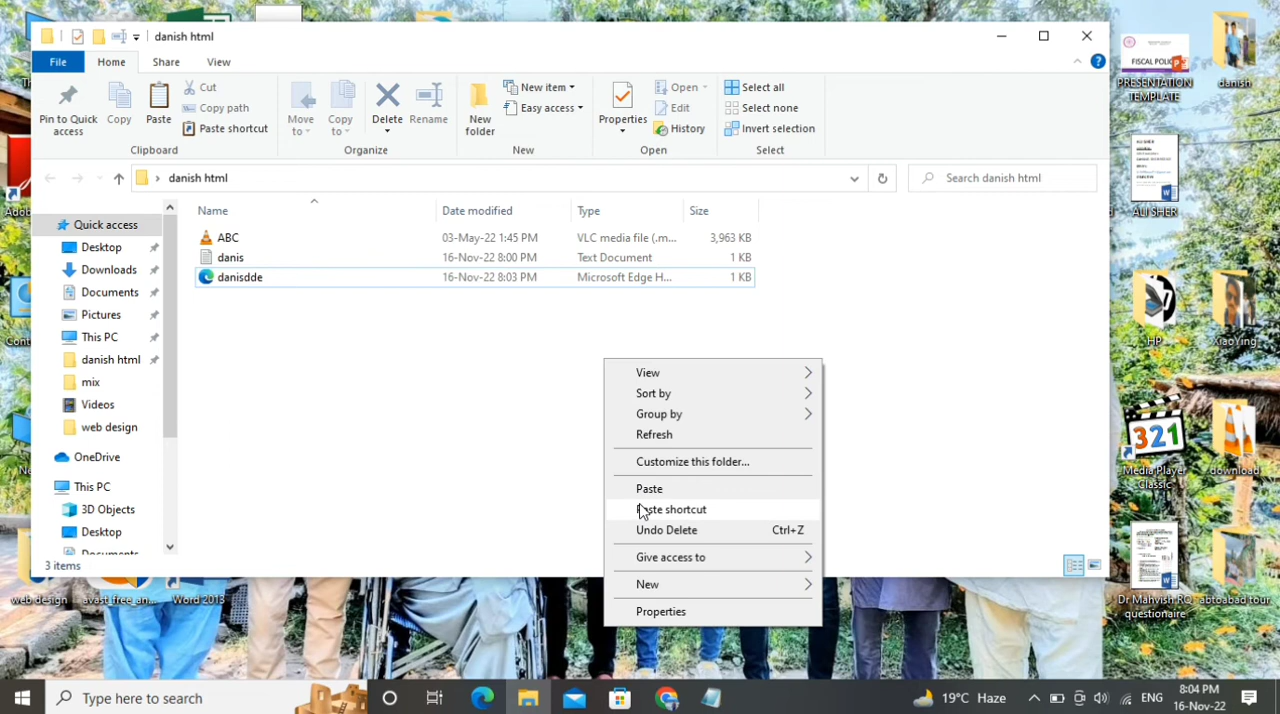 danish html
File Home Share View
Pin to Quick access
Copy
Paste
Cut
Copy path
Paste shortcut
Clipboard
Move to
Copy to
Delete
Rename
Organize
New folder
New item
Easy access
New
Properties
Open
Edit
History
Open
Select all
Select none
Invert selection
Select
danish html
Search danish html
Name Date modified Type Size
ABC 03-May-22 1:45 PM VLC media file (.m... 3,963 KB
danis 16-Nov-22 8:00 PM Text Document 1 KB
danisdde 16-Nov-22 8:03 PM Microsoft Edge H... 1 KB
Quick access
Desktop
Downloads
Documents
Pictures
This PC
danish html
mix
Videos
web design
OneDrive
This PC
3D Objects
Desktop
Documents
3 items
View
Sort by
Group by
Refresh
Customize this folder...
Paste
Paste shortcut
Undo Delete Ctrl+Z
Give access to
New
Properties
FISCAL POLIC
PRESENTATION TEMPLATE
danish
ALI SHER
ALI SHER
HP
XiaoYing
321
Media Player Classic
download
Dr Mahvish RQ questionaire
abtoabad tour
web design
avast_free_an...
Word 2013
Type here to search
19°C Haze
ENG
8:04 PM
16-Nov-22